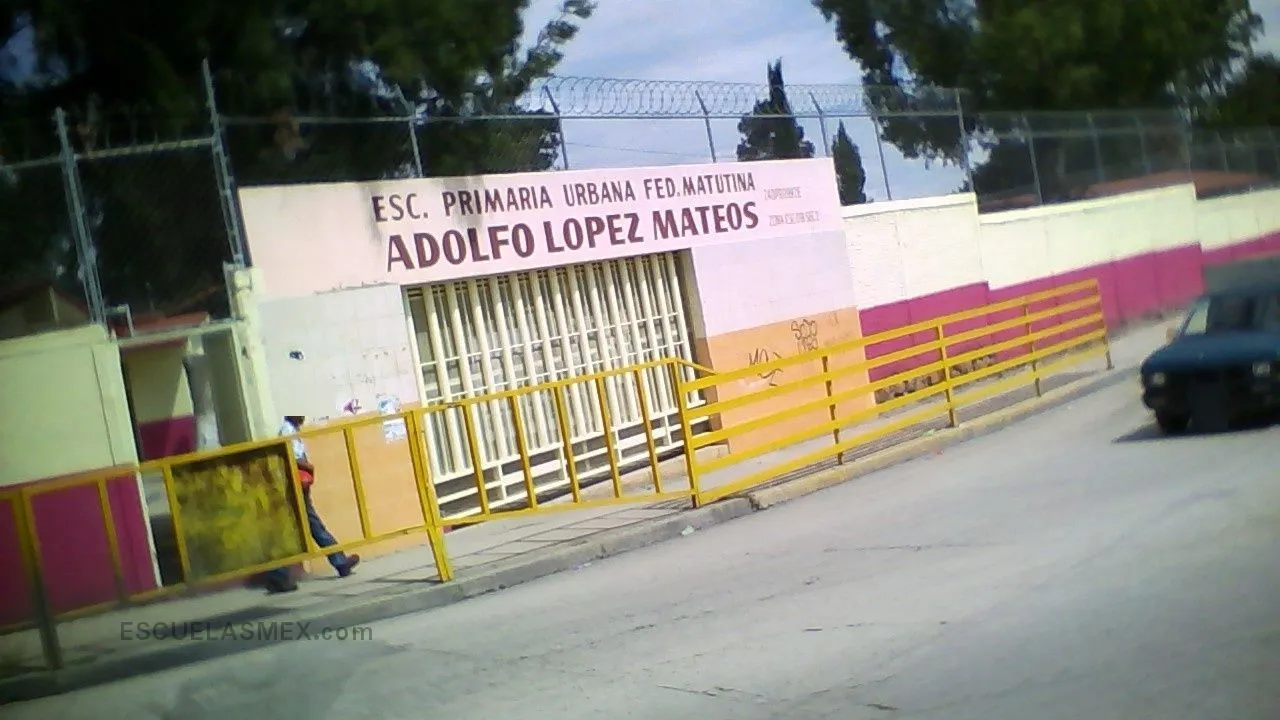 ESC. PRIMARIA URBANA FED.MATUTINA
ADOLFO LOPEZ MATEOS
ESCUELASMEX.com